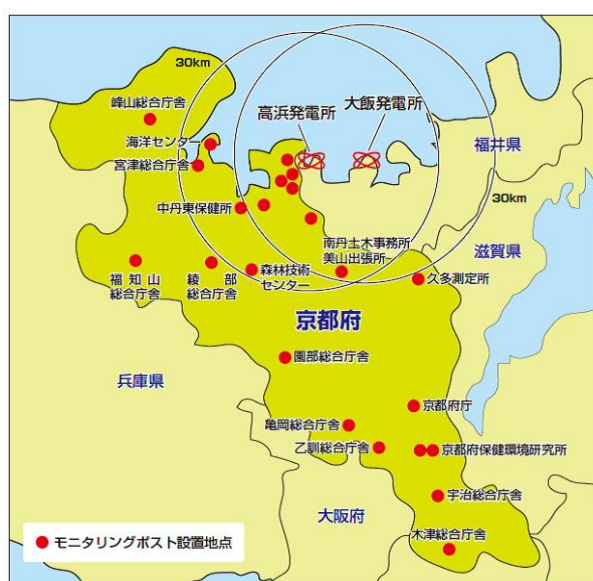 30km
峰山総合庁舎
高浜発電所
大飯発電所
海洋センター
福井県
宮津総合庁舎
30km
中丹東保健所
南丹土木事務所
美山出張所
滋賀県
福知山
総合庁舎
綾部
総合庁舎
森林技術
センター
久多測定所
京都府
園部総合庁舎
兵庫県
京都府庁
亀岡総合庁舎
乙訓総合庁舎
京都府保健環境研究所
宇治総合庁舎
大阪府
木津総合庁舎
モニタリングポスト設置地点